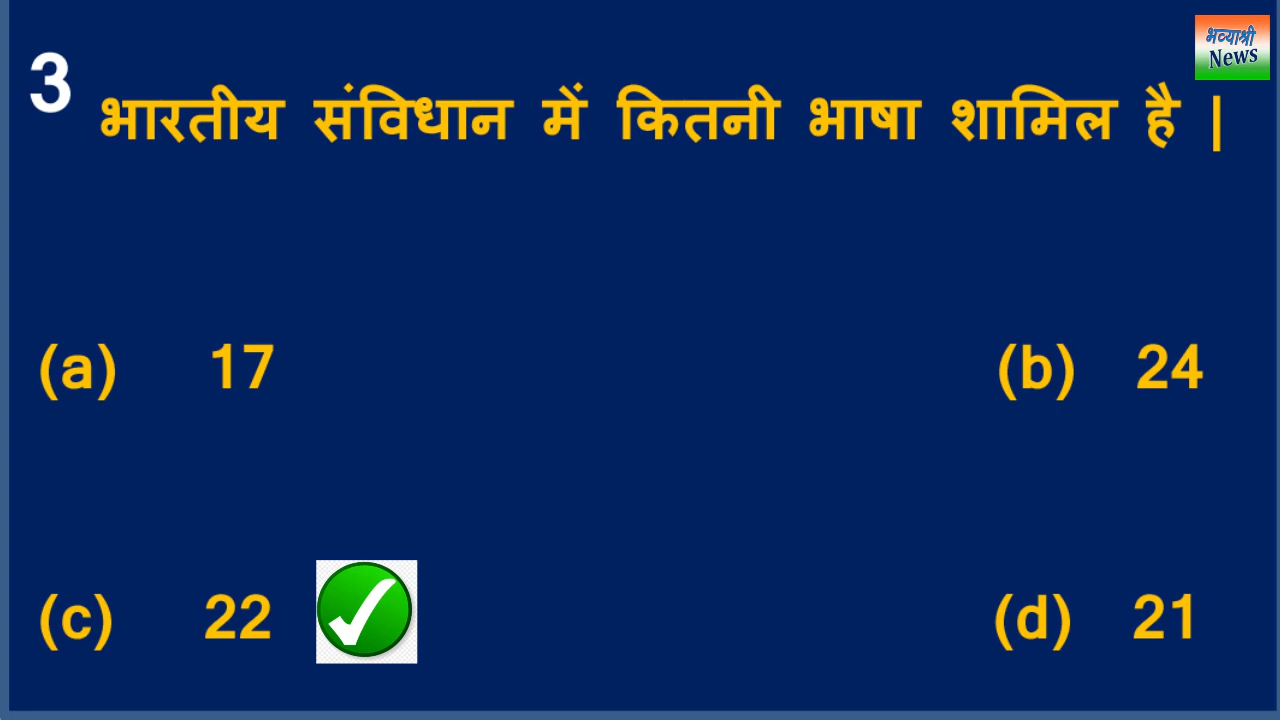 भव्याश्री
News
3
भारतीय संविधान में कितनी भाषा शामिल है |
(a) 17
(b) 24
(c) 22
(d) 21